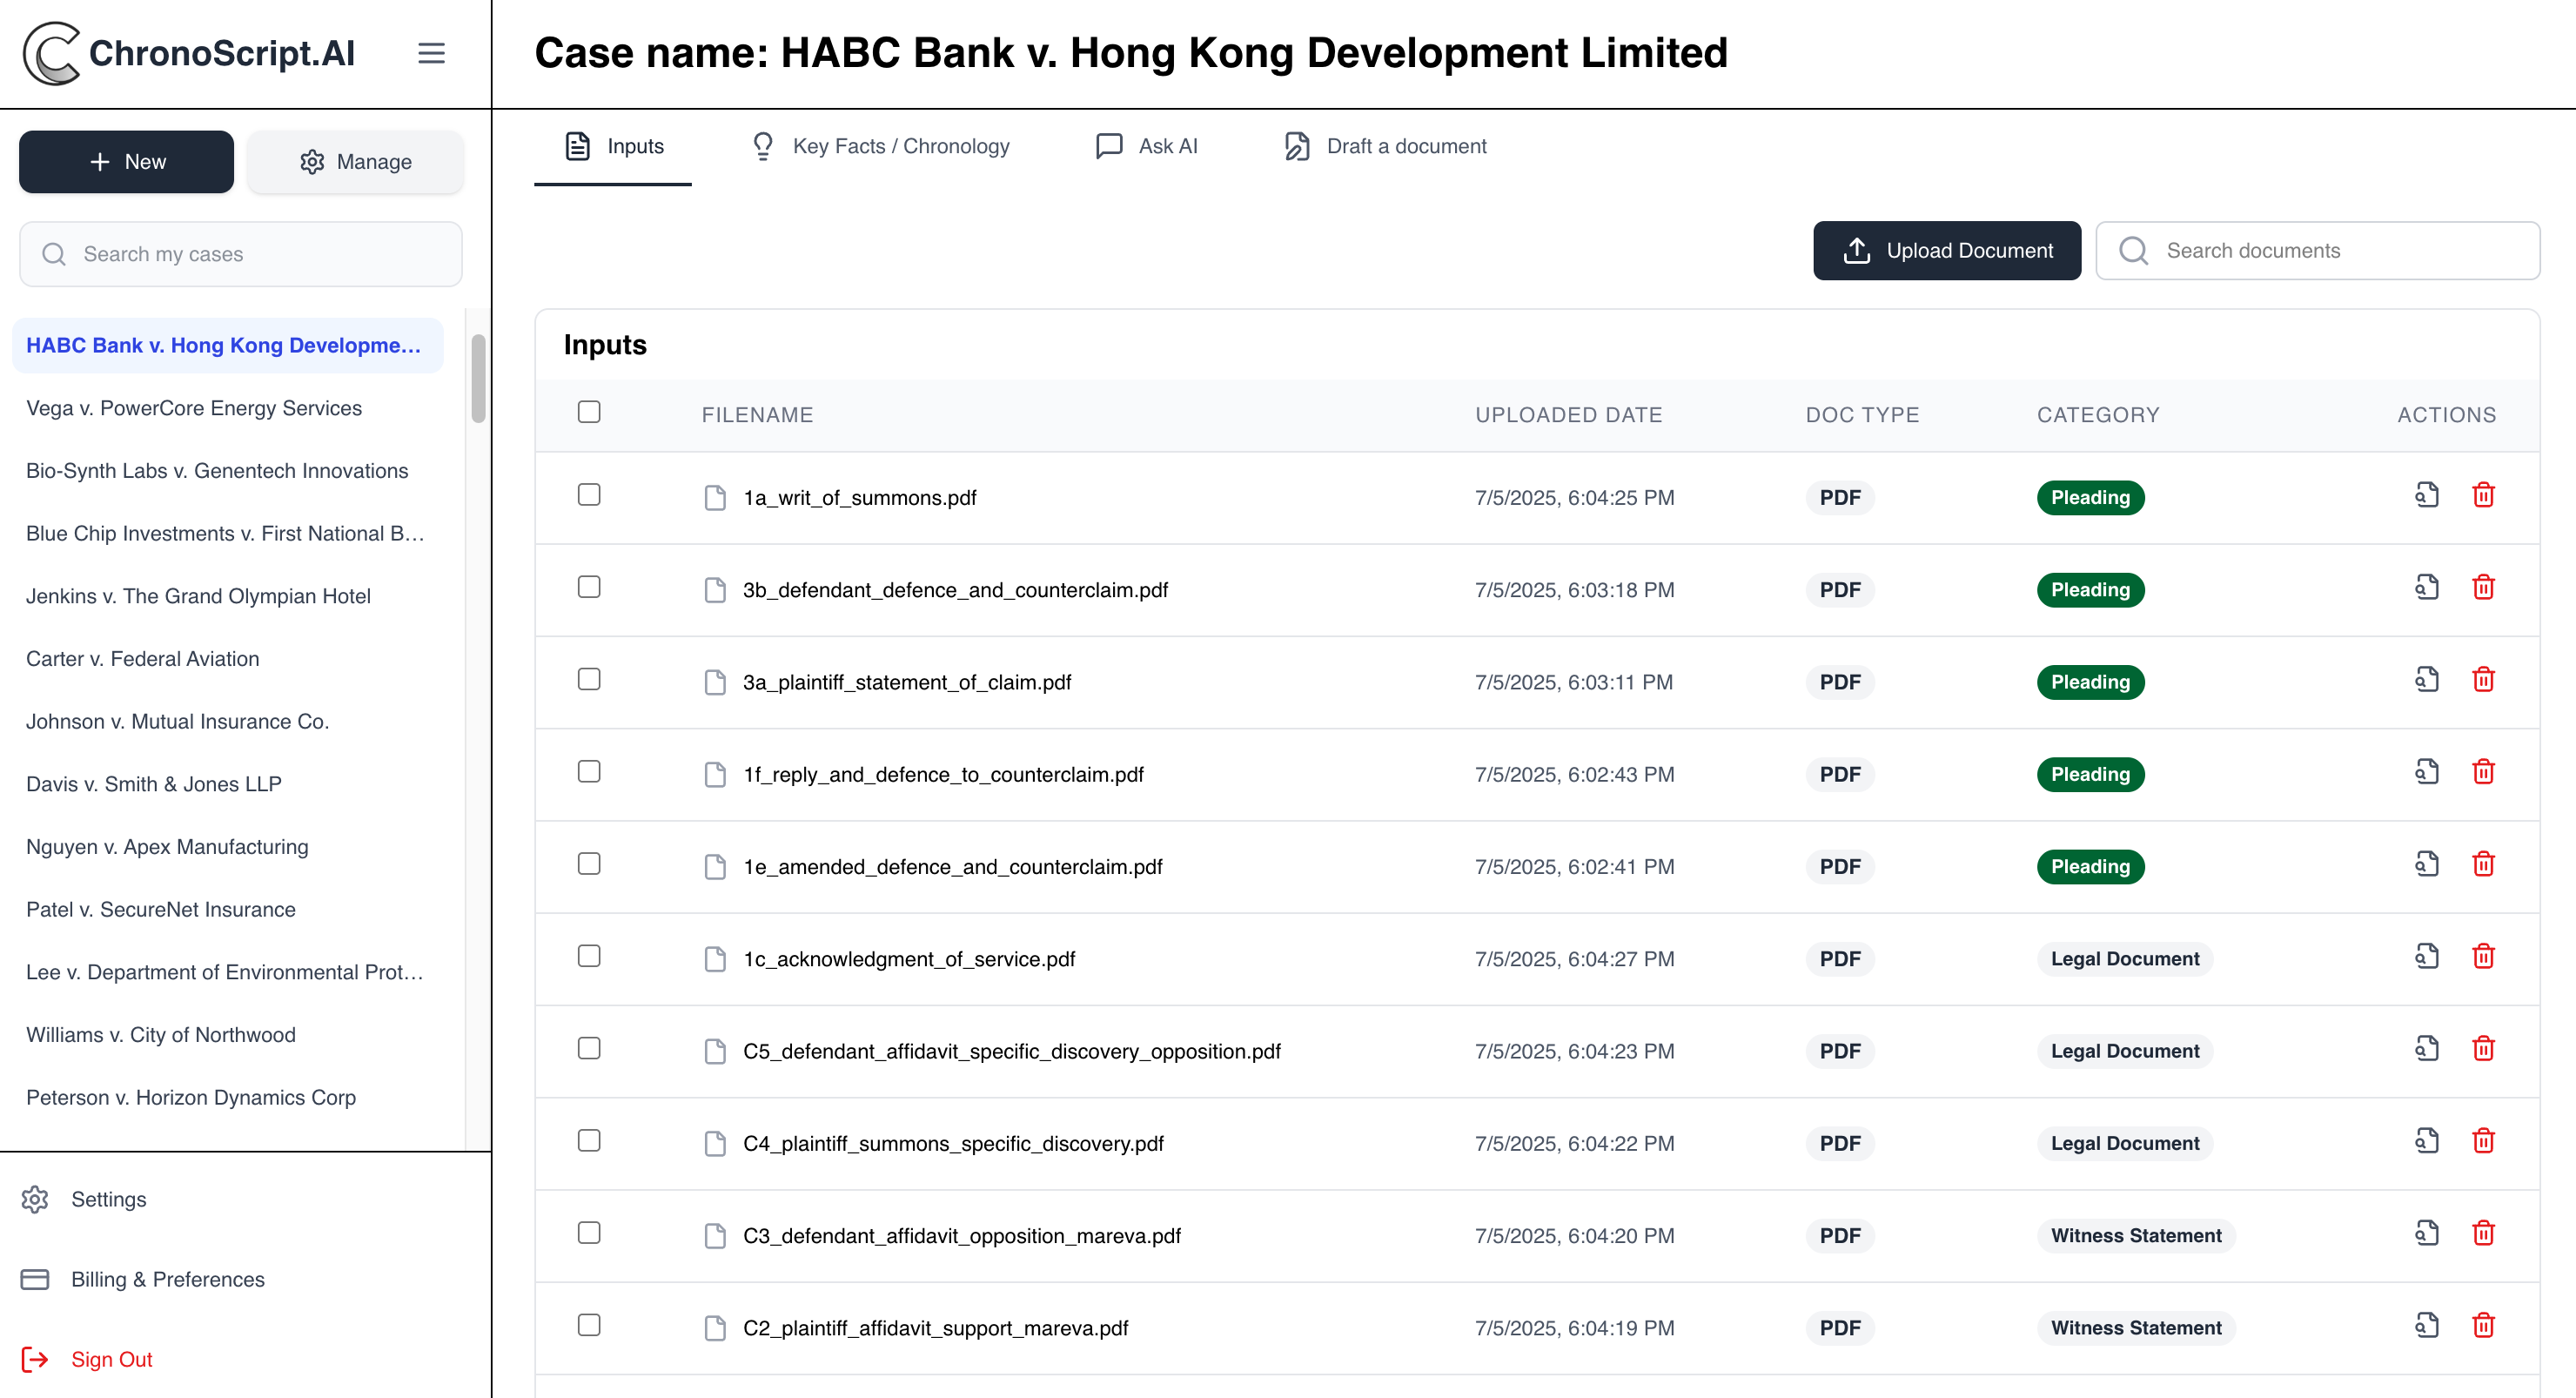 ChronoScript.AI
Case name: HABC Bank v. Hong Kong Development Limited
New
Manage
Search my cases
HABC Bank v. Hong Kong Developme...
Vega v. PowerCore Energy Services
Bio-Synth Labs v. Genentech Innovations
Blue Chip Investments v. First National B...
Jenkins v. The Grand Olympian Hotel
Carter v. Federal Aviation
Johnson v. Mutual Insurance Co.
Davis v. Smith & Jones LLP
Nguyen v. Apex Manufacturing
Patel v. SecureNet Insurance
Lee v. Department of Environmental Prot...
Williams v. City of Northwood
Peterson v. Horizon Dynamics Corp
Settings
Billing & Preferences
Sign Out
Inputs Key Facts / Chronology Ask AI Draft a document
Upload Document Search documents
Inputs
FILENAME UPLOADED DATE DOC TYPE CATEGORY ACTIONS
1a_writ_of_summons.pdf 7/5/2025, 6:04:25 PM PDF Pleading
3b_defendant_defence_and_counterclaim.pdf 7/5/2025, 6:03:18 PM PDF Pleading
3a_plaintiff_statement_of_claim.pdf 7/5/2025, 6:03:11 PM PDF Pleading
1f_reply_and_defence_to_counterclaim.pdf 7/5/2025, 6:02:43 PM PDF Pleading
1e_amended_defence_and_counterclaim.pdf 7/5/2025, 6:02:41 PM PDF Pleading
1c_acknowledgment_of_service.pdf 7/5/2025, 6:04:27 PM PDF Legal Document
C5_defendant_affidavit_specific_discovery_opposition.pdf 7/5/2025, 6:04:23 PM PDF Legal Document
C4_plaintiff_summons_specific_discovery.pdf 7/5/2025, 6:04:22 PM PDF Legal Document
C3_defendant_affidavit_opposition_mareva.pdf 7/5/2025, 6:04:20 PM PDF Witness Statement
C2_plaintiff_affidavit_support_mareva.pdf 7/5/2025, 6:04:19 PM PDF Witness Statement